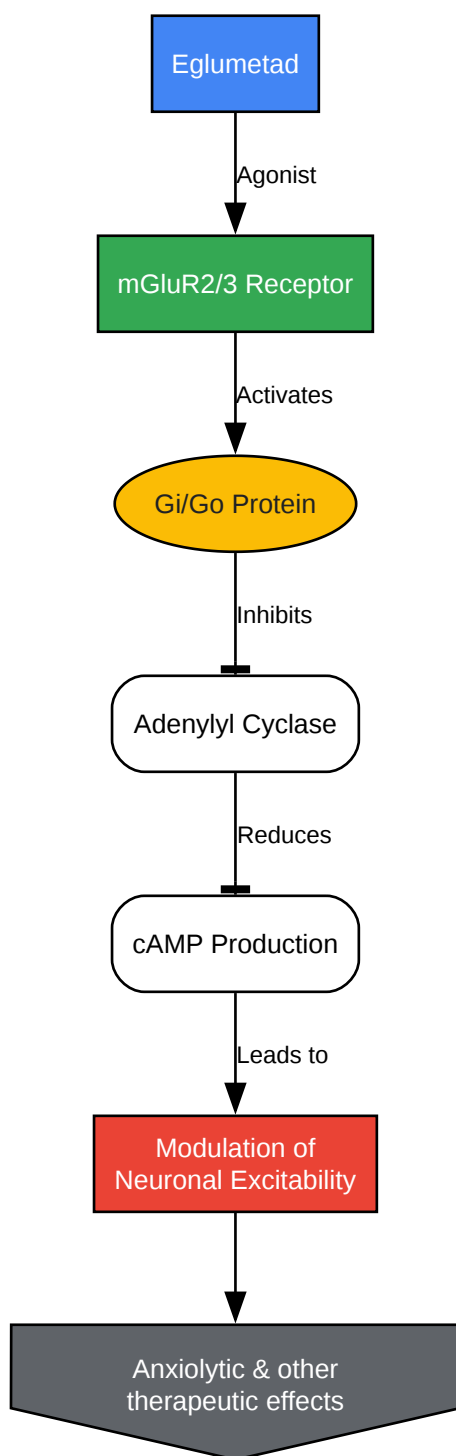 Eglumetad
Agonist
mGluR2/3 Receptor
Activates
Gi/Go Protein
Inhibits
Adenylyl Cyclase
Reduces
cAMP Production
Leads to
Modulation of
Neuronal Excitability
Anxiolytic & other
therapeutic effects